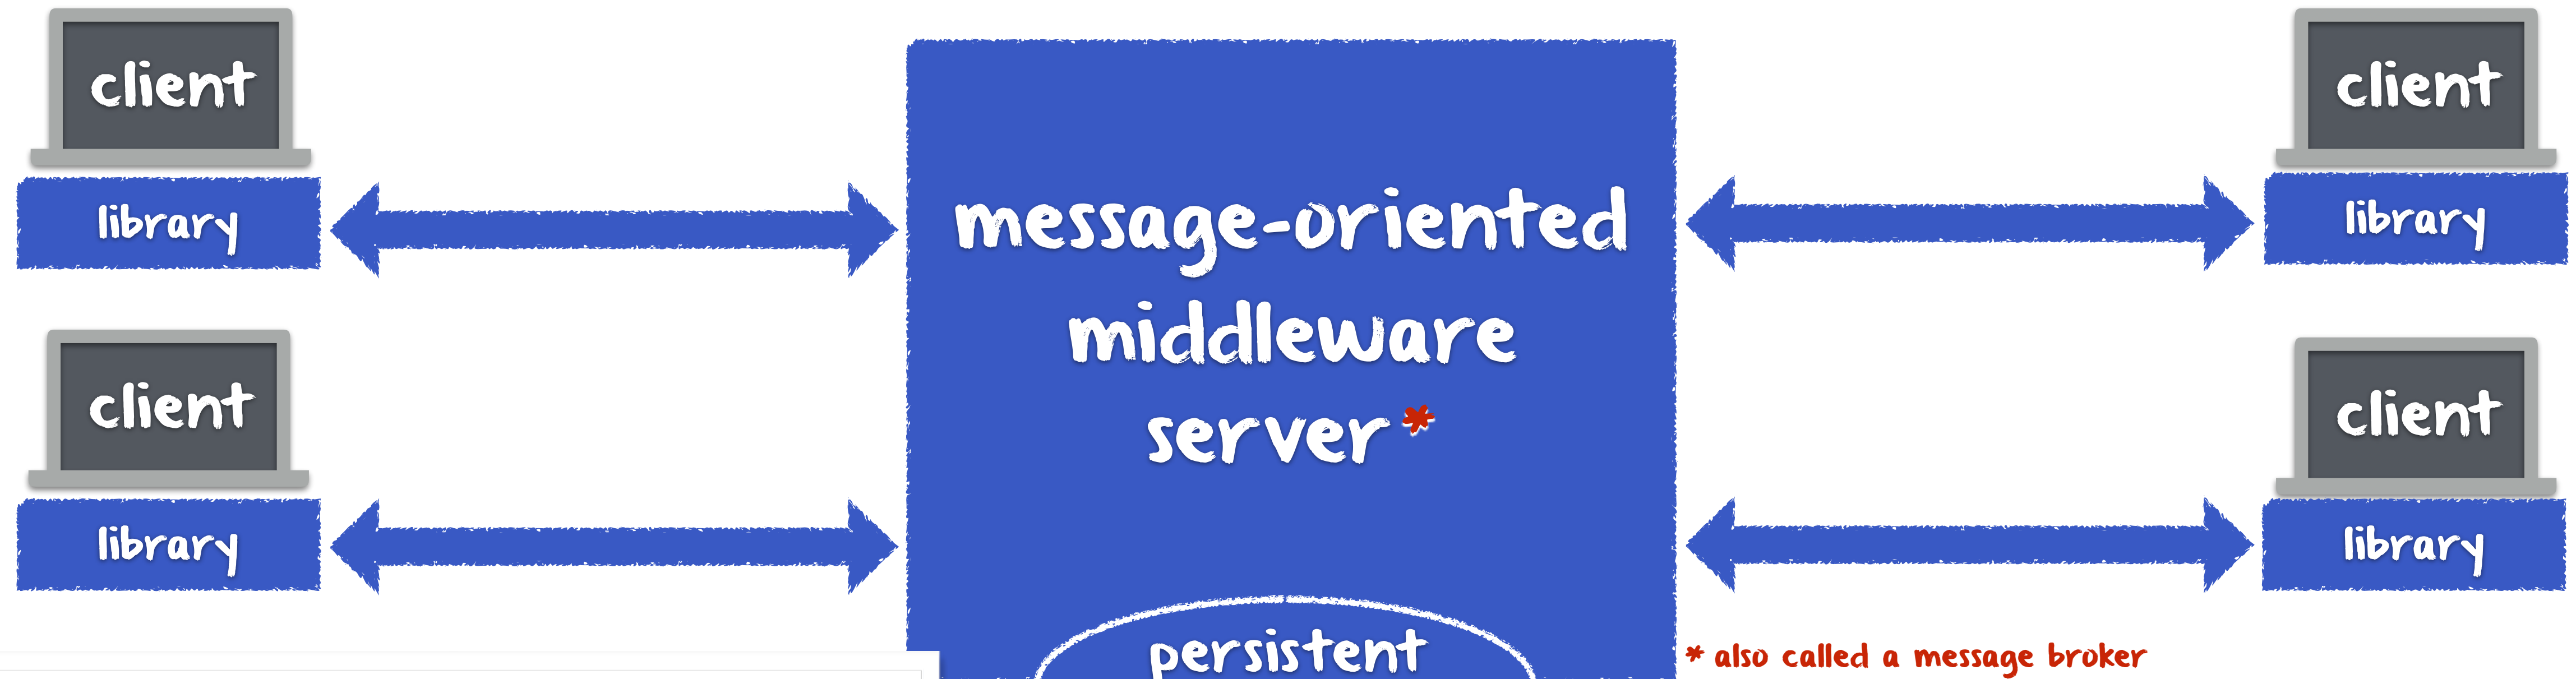 client
library
client
library
message-oriented
middleware
server*
persistent
client
library
client
library
* also called a message broker